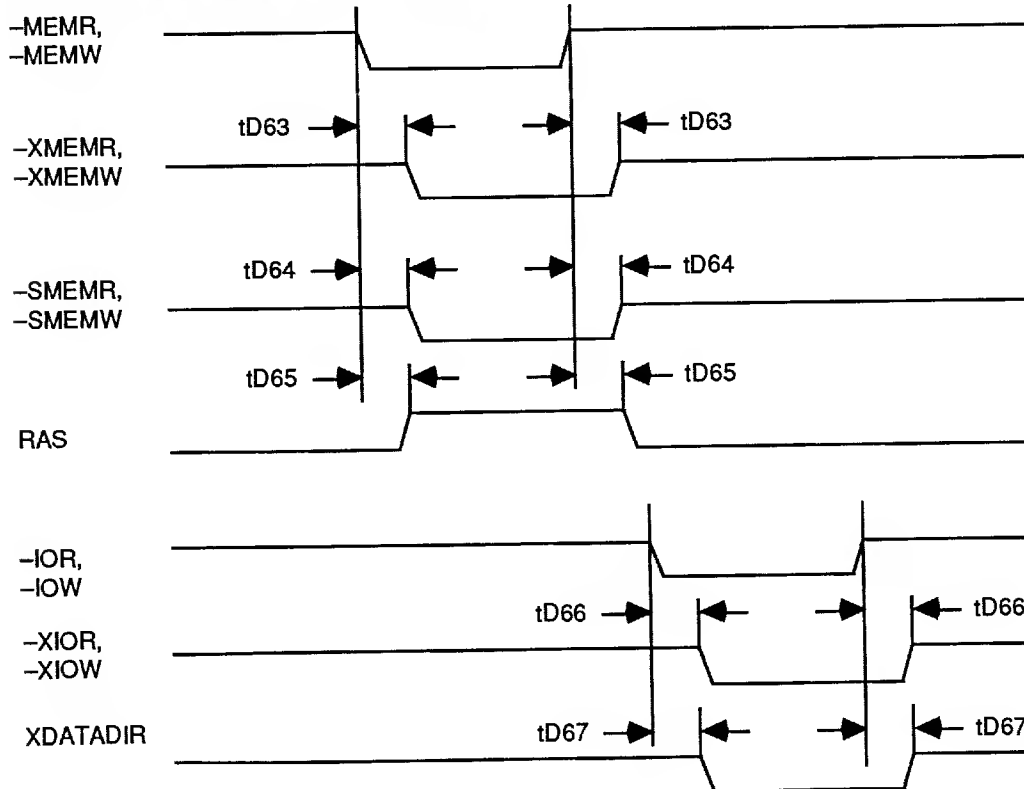 –MEMR,
–MEMW
tD63
tD63
–XMEMR,
–XMEMW
tD64
tD64
–SMEMR,
–SMEMW
tD65
tD65
RAS
–IOR,
–IOW
tD66
tD66
–XIOR,
–XIOW
XDATADIR
tD67
tD67